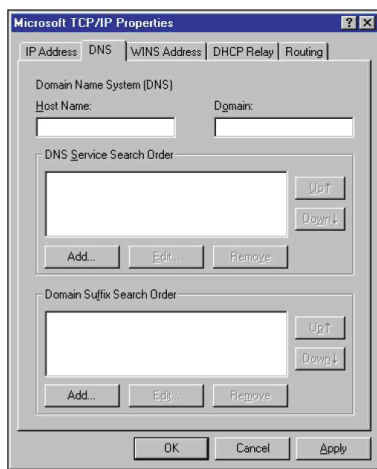 Microsoft TCP/IP Properties ? X
IP Address DNS WINS Address DHCP Relay Routing
Domain Name System (DNS)
Host Name: Domain:
DNS Service Search Order
Up↑
Down↓
Add... Edit... Remove
Domain Suffix Search Order
Up↑
Down↓
Add... Edit... Remove
OK Cancel Apply